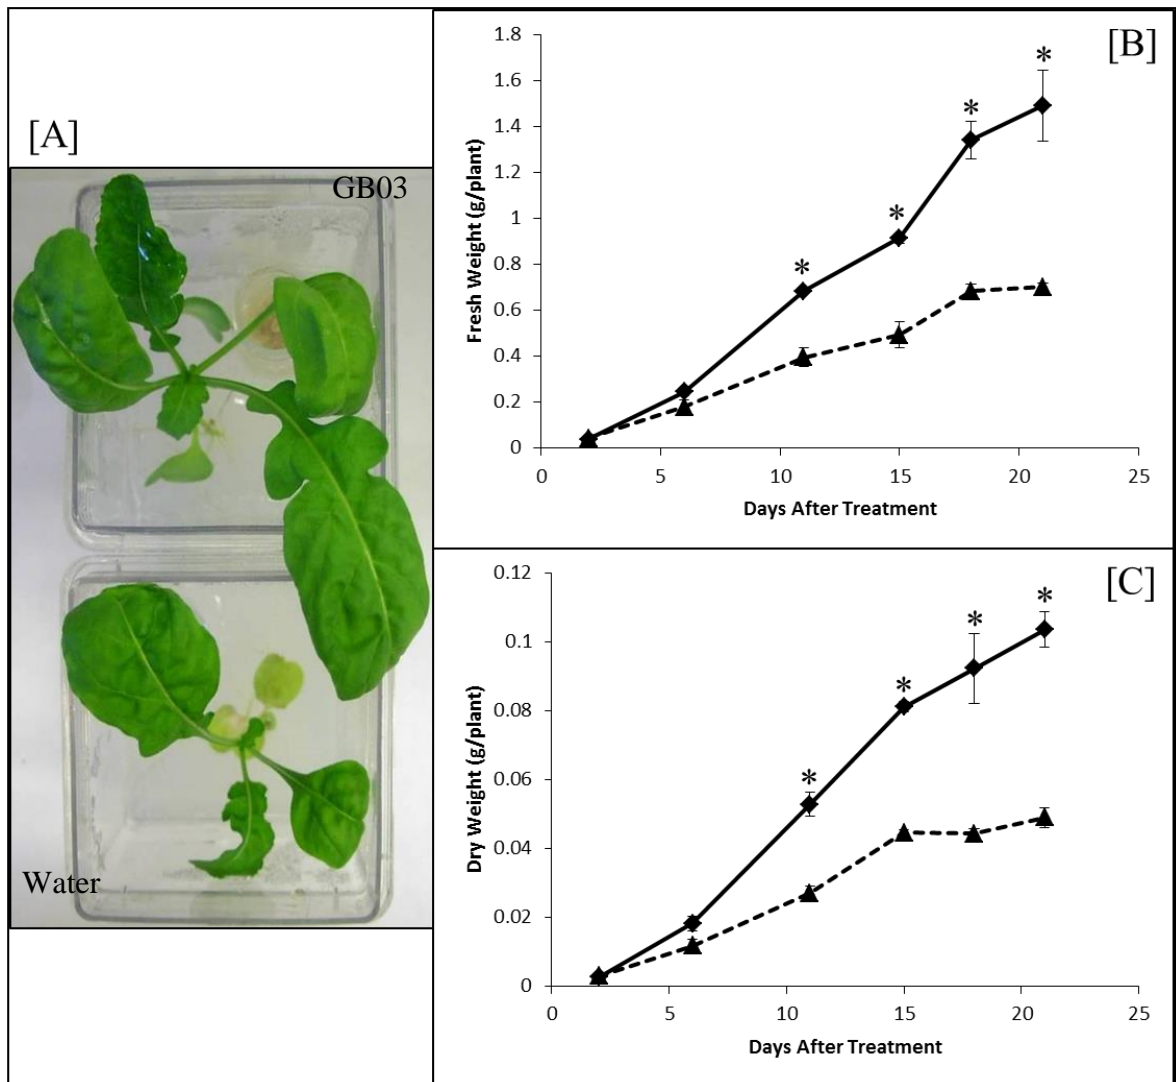 [A]
GB03
Water
[B]
1.8
1.6
1.4
1.2
1
0.8
0.6
0.4
0.2
0
0 5 10 15 20 25
Fresh Weight (g/plant)
Days After Treatment
* * * * *
[C]
0.12
0.1
0.08
0.06
0.04
0.02
0
0 5 10 15 20 25
Dry Weight (g/plant)
Days After Treatment
* * * * *